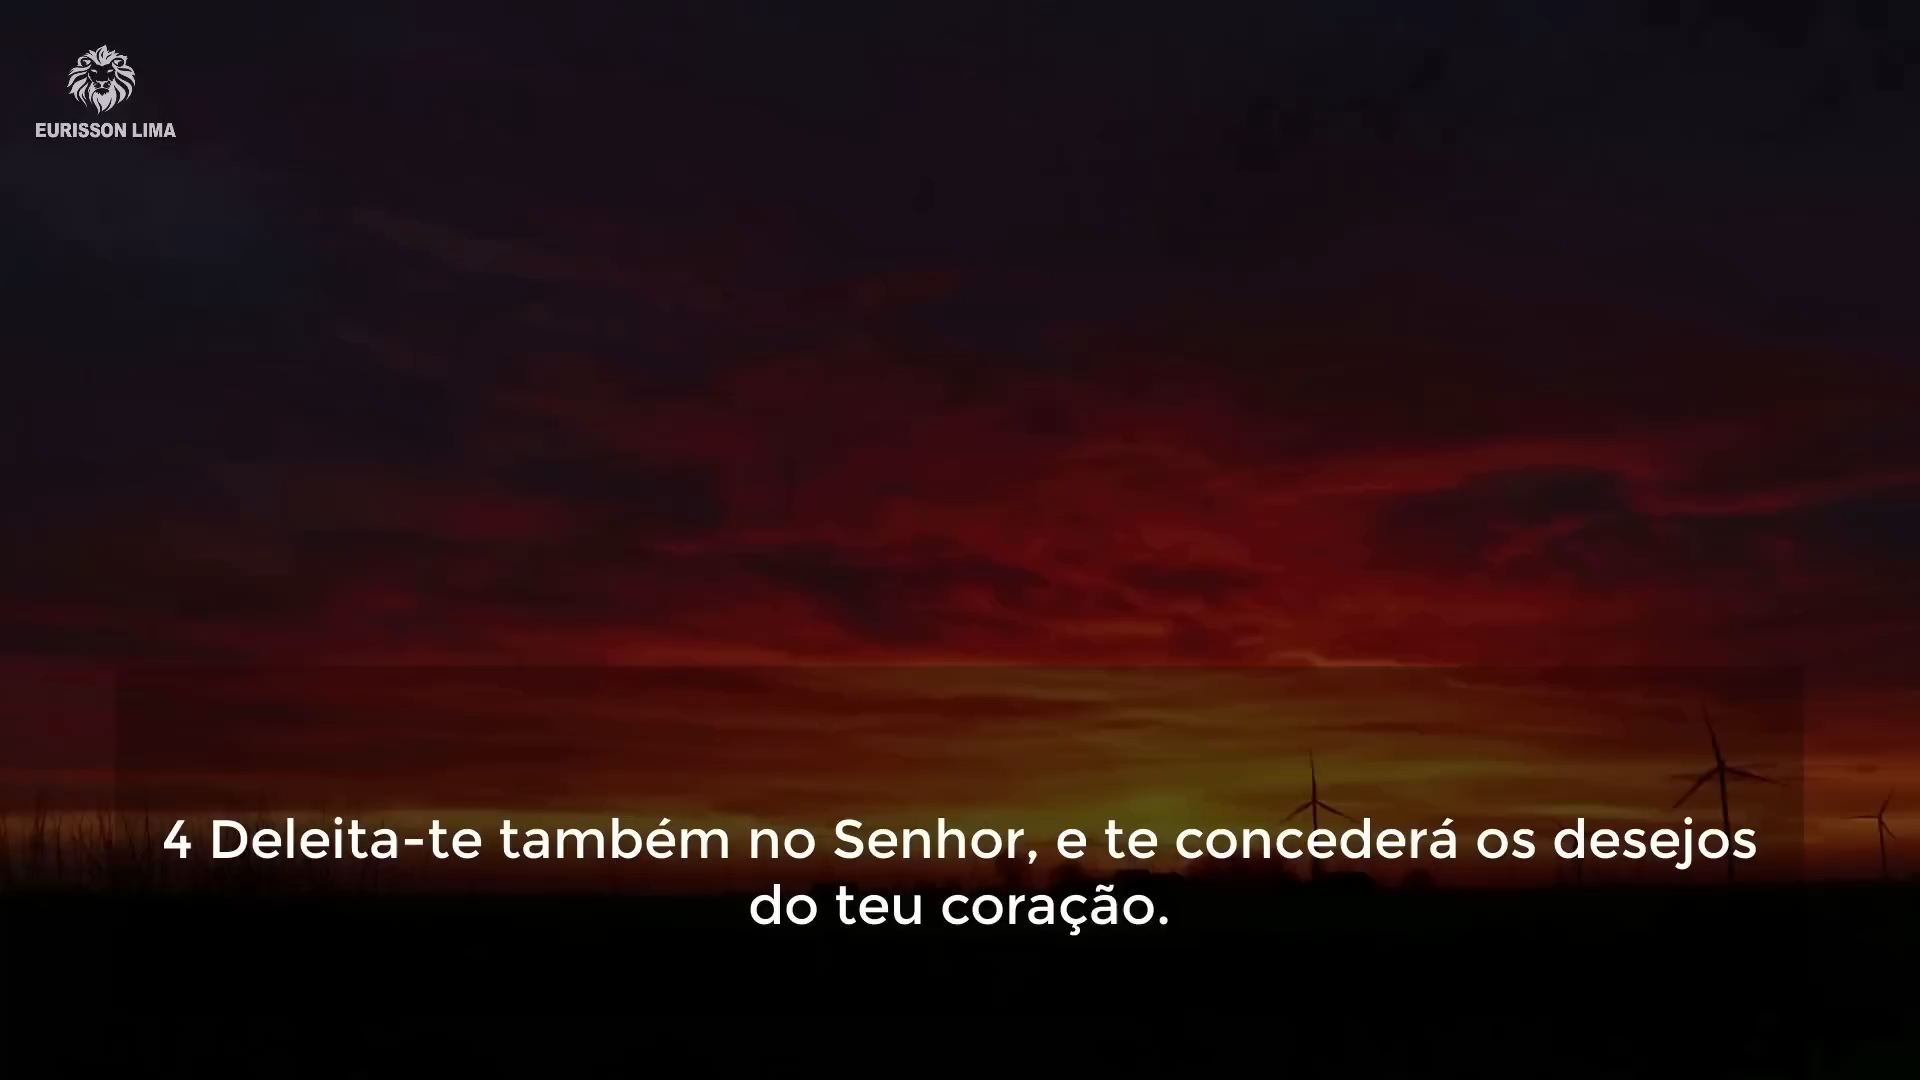 EURISSON LIMA
4 Deleita-te também no Senhor, e te concederá os desejos
do teu coração.